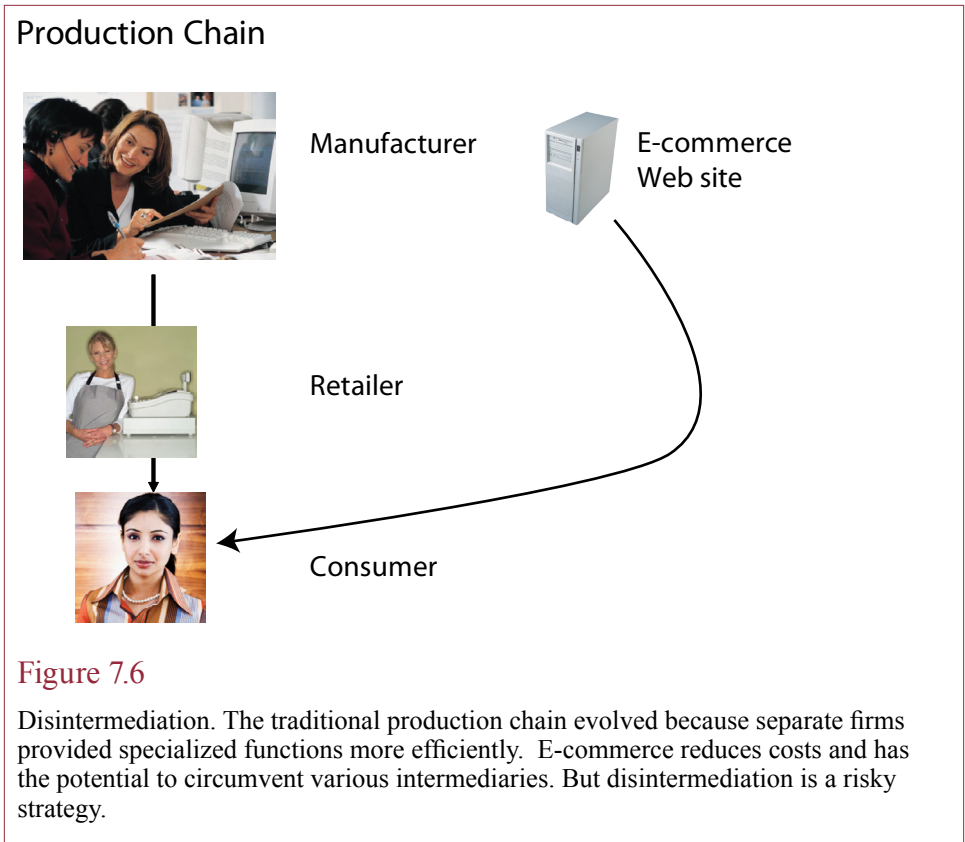 Production Chain
Manufacturer
E-commerce
Web site
Retailer
Consumer
Figure 7.6
Disintermediation. The traditional production chain evolved because separate firms
provided specialized functions more efficiently.  E-commerce reduces costs and has
the potential to circumvent various intermediaries. But disintermediation is a risky
strategy.